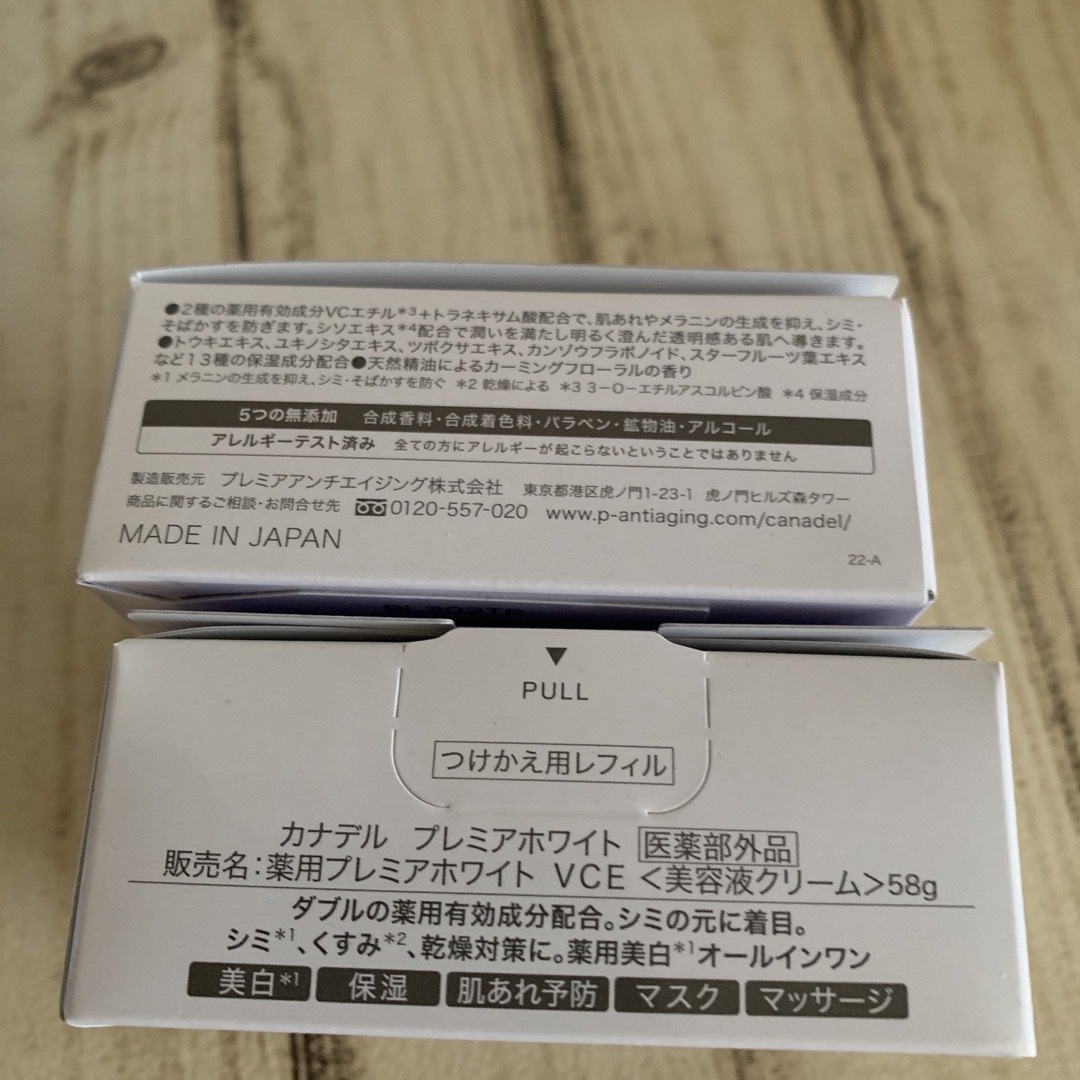 ●2種の薬用有効成分VCエチル*3+トラネキサム酸配合で、肌あれやメラニンの生成を抑え、シミ・
そばかすを防ぎます。シソエキス*4配合で潤いを満たし明るく澄んだ透明感ある肌へ導きます。
●トウキエキス、ユキノシタエキス、ツボクサエキス、カンゾウフラボノイド、スターフルーツ葉エキス
など13種の保湿成分配合●天然精油によるカーミングフローラルの香り
*1 メラニンの生成を抑え、シミ・そばかすを防ぐ *2 乾燥による *3 3-O-エチルアスコルビン酸 *4 保湿成分
5つの無添加 合成香料・合成着色料・パラベン・鉱物油・アルコール
アレルギーテスト済み 全ての方にアレルギーが起こらないということではありません
製造販売元 プレミアアンチエイジング株式会社 東京都港区虎ノ門1-23-1 虎ノ門ヒルズ森タワー
商品に関するご相談・お問合せ先 0120-557-020 www.p-antiaging.com/canadel/
MADE IN JAPAN
22-A
▼
PULL
つけかえ用レフィル
カナデル プレミアホワイト 医薬部外品
販売名:薬用プレミアホワイト VCE <美容液クリーム>58g
ダブルの薬用有効成分配合。シミの元に着目。
シミ*1、くすみ*2、乾燥対策に。薬用美白*1オールインワン
美白*1 保湿 肌あれ予防 マスク マッサージ